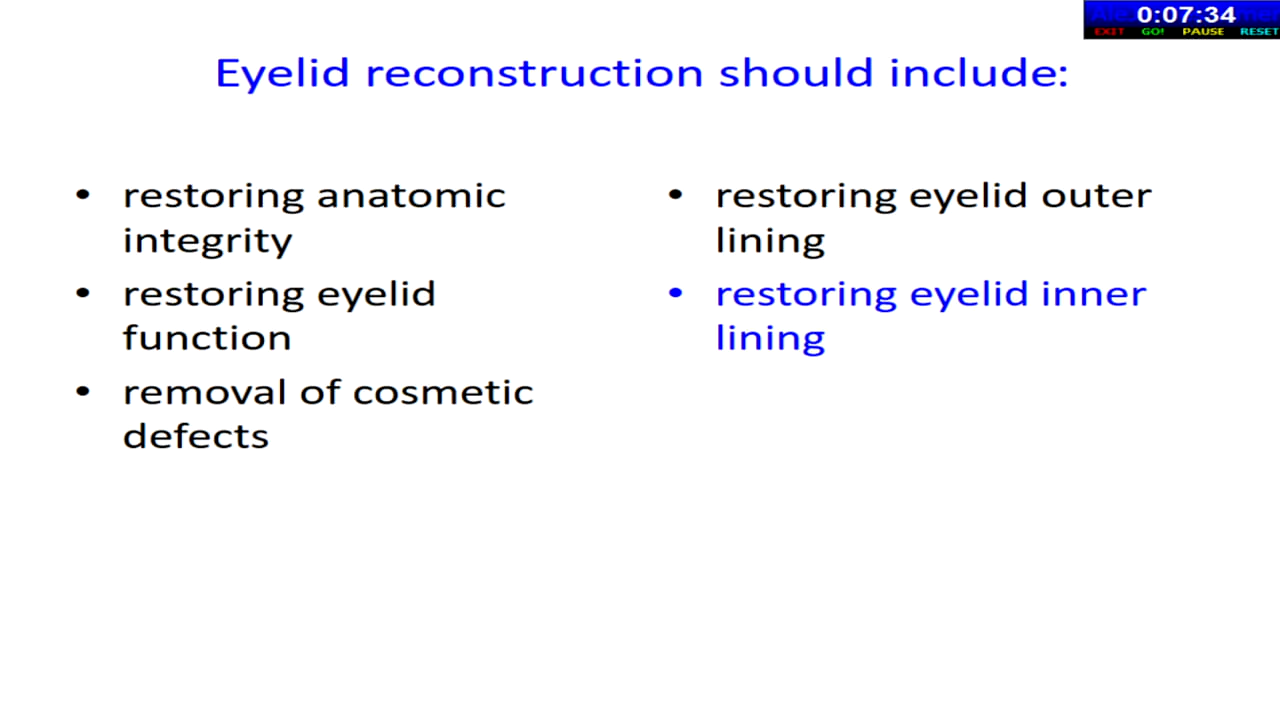 0:07:34
EXIT GO! PAUSE RESET
Eyelid reconstruction should include:
• restoring anatomic
integrity
• restoring eyelid
function
• removal of cosmetic
defects
• restoring eyelid outer
lining
• restoring eyelid inner
lining